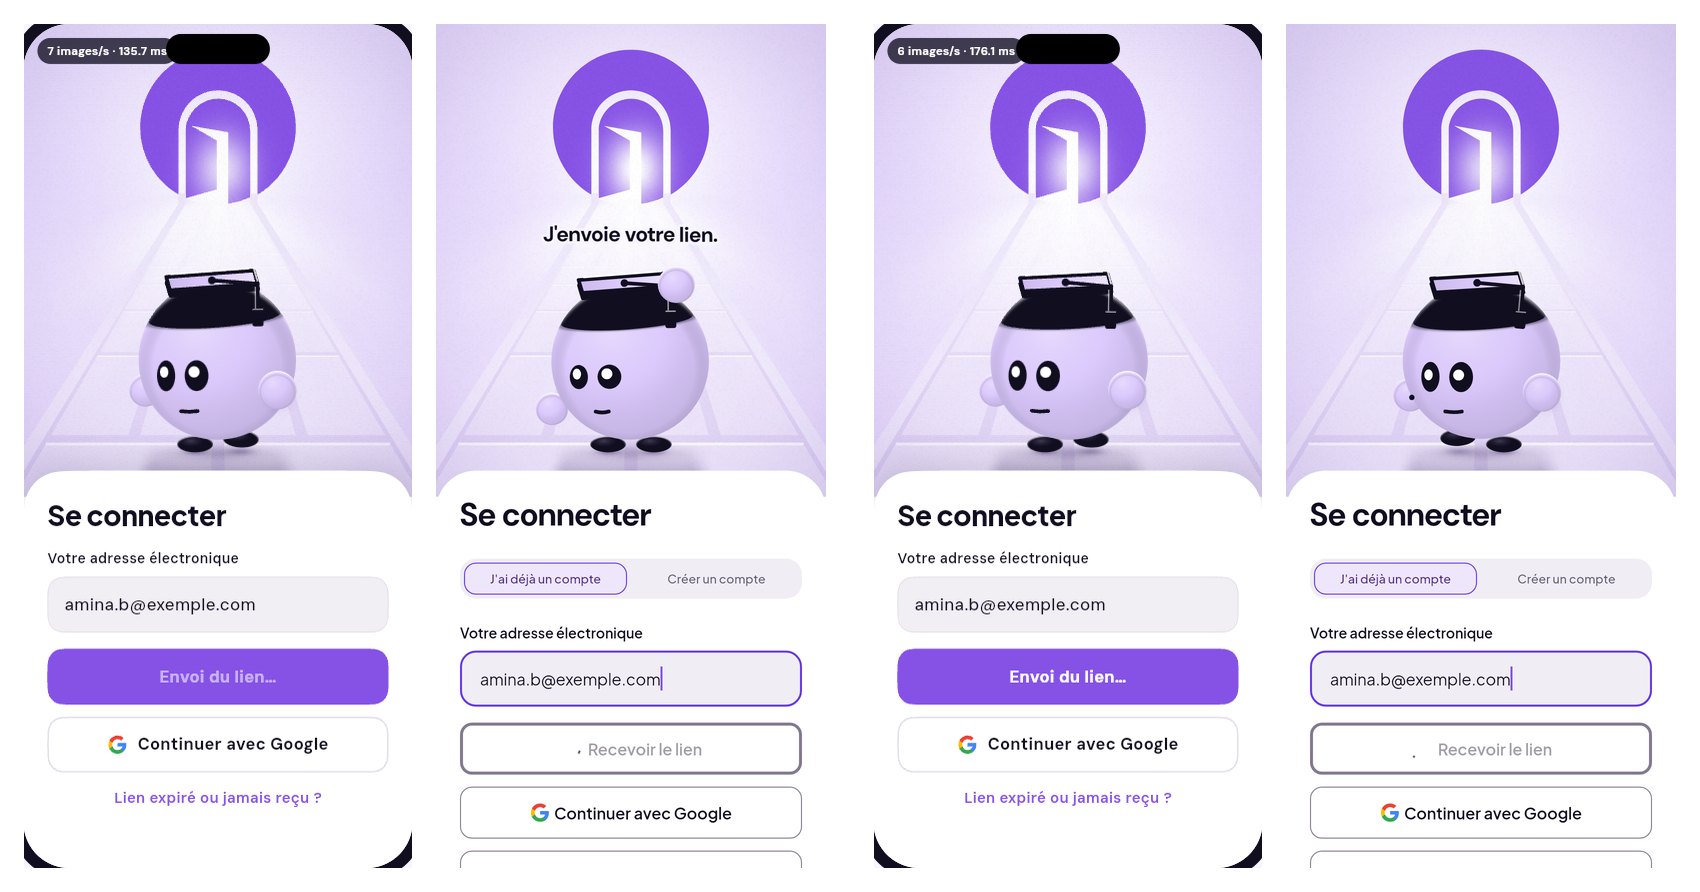 7 images/s · 135.7 ms
Se connecter
Votre adresse électronique
amina.b@exemple.com
Envoi du lien…
Continuer avec Google
Lien expiré ou jamais reçu ?
J'envoie votre lien.
Se connecter
J'ai déjà un compte
Créer un compte
Votre adresse électronique
amina.b@exemple.com
Recevoir le lien
Continuer avec Google
6 images/s · 176.1 ms
Se connecter
Votre adresse électronique
amina.b@exemple.com
Envoi du lien…
Continuer avec Google
Lien expiré ou jamais reçu ?
Se connecter
J'ai déjà un compte
Créer un compte
Votre adresse électronique
amina.b@exemple.com
Recevoir le lien
Continuer avec Google